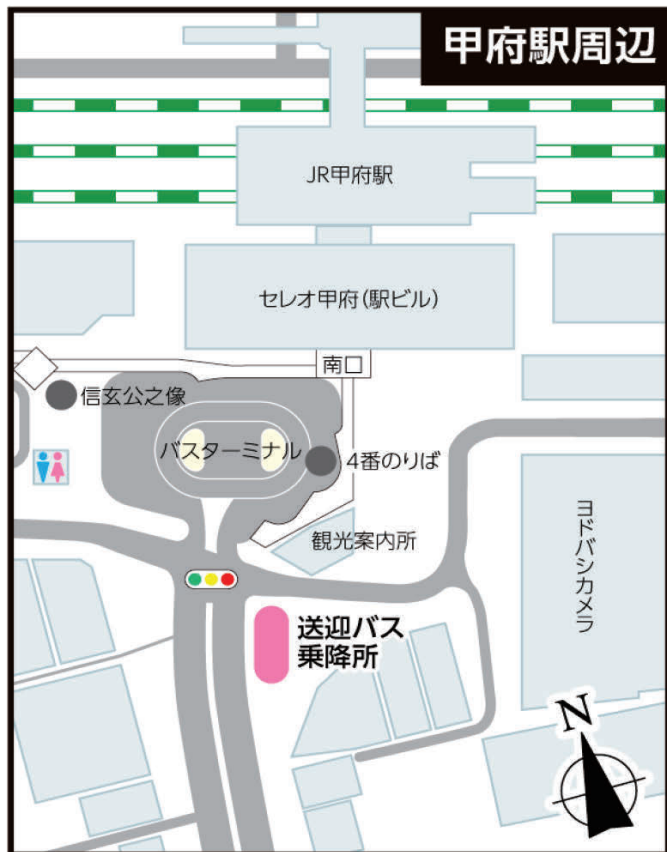 甲府駅周辺
JR甲府駅
セレオ甲府(駅ビル)
南口
信玄公之像
バスターミナル
4番のりば
観光案内所
ヨドバシカメラ
送迎バス
乗降所
N